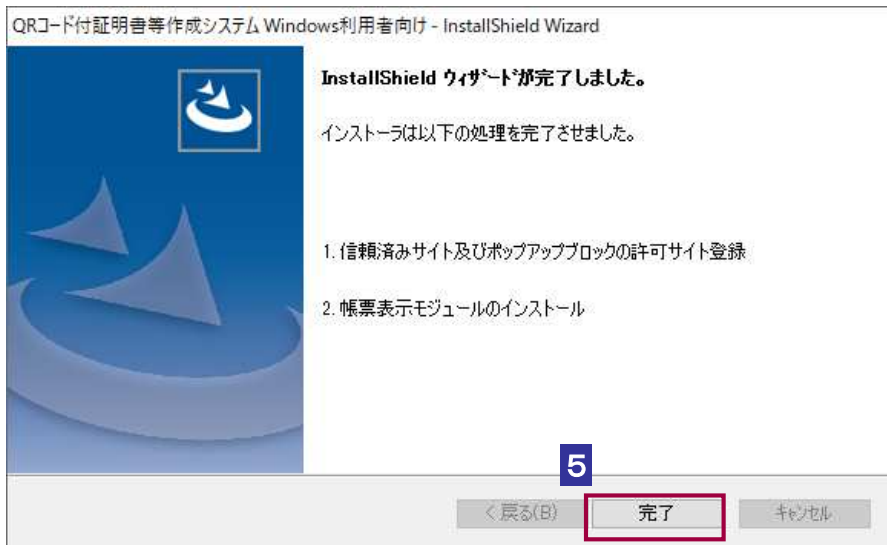 QRコード付証明書等作成システム Windows利用者向け - InstallShield Wizard
InstallShield ウィザードが完了しました。
インストーラは以下の処理を完了させました。
1. 信頼済みサイト及びポップアップブロックの許可サイト登録
2. 帳票表示モジュールのインストール
5
< 戻る(B)
完了
キャンセル